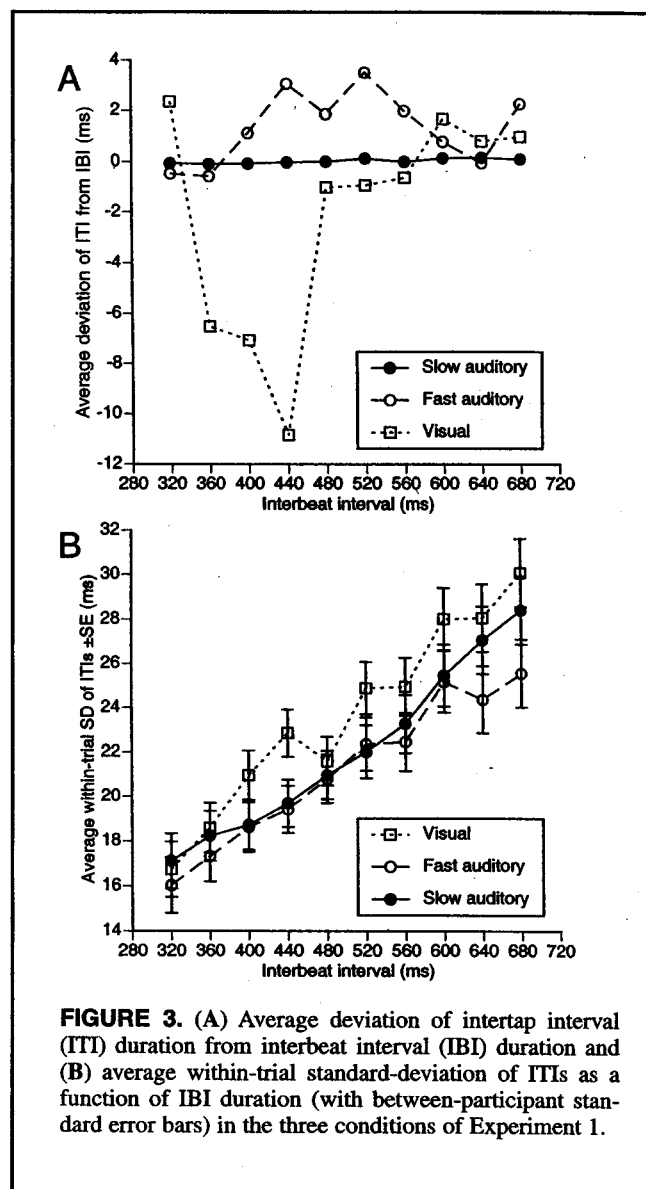 A
4
2
0
-2
-4
-6
-8
-10
-12
Average deviation of ITI from IBI (ms)
Slow auditory
Fast auditory
Visual
280 320 360 400 440 480 520 560 600 640 680 720
Interbeat interval (ms)
B
32
30
28
26
24
22
20
18
16
14
Average within-trial SD of ITIs ±SE (ms)
Visual
Fast auditory
Slow auditory
280 320 360 400 440 480 520 560 600 640 680 720
Interbeat interval (ms)
FIGURE 3. (A) Average deviation of intertap interval
(ITI) duration from interbeat interval (IBI) duration and
(B) average within-trial standard-deviation of ITIs as a
function of IBI duration (with between-participant stan-
dard error bars) in the three conditions of Experiment 1.